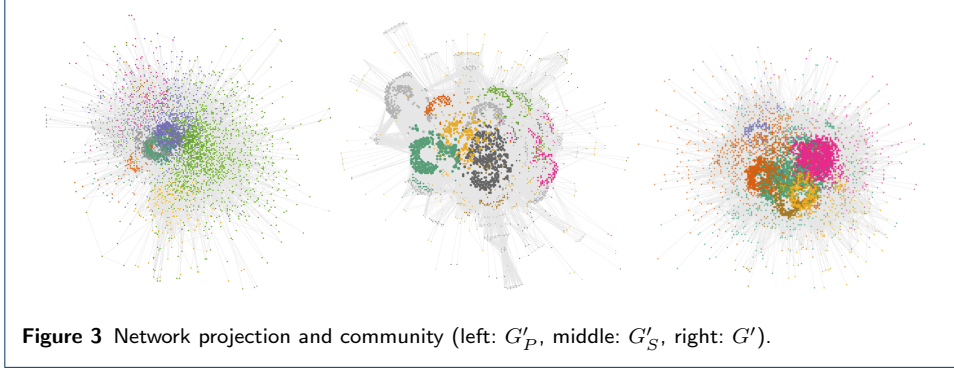 Figure 3 Network projection and community (left: G′_P, middle: G′_S, right: G′).